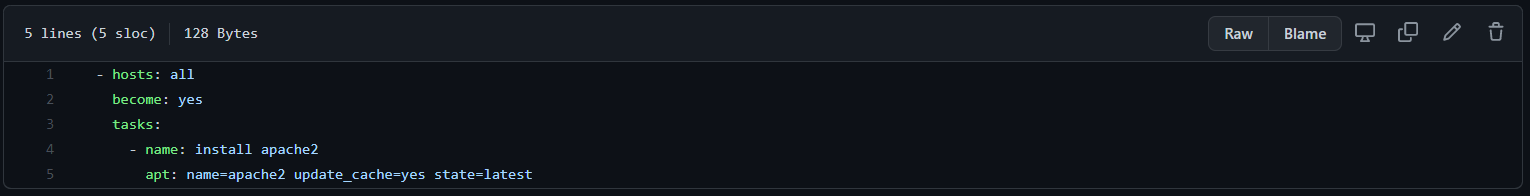 5 lines (5 sloc) 128 Bytes Raw Blame
1 - hosts: all
2 become: yes
3 tasks:
4 - name: install apache2
5 apt: name=apache2 update_cache=yes state=latest